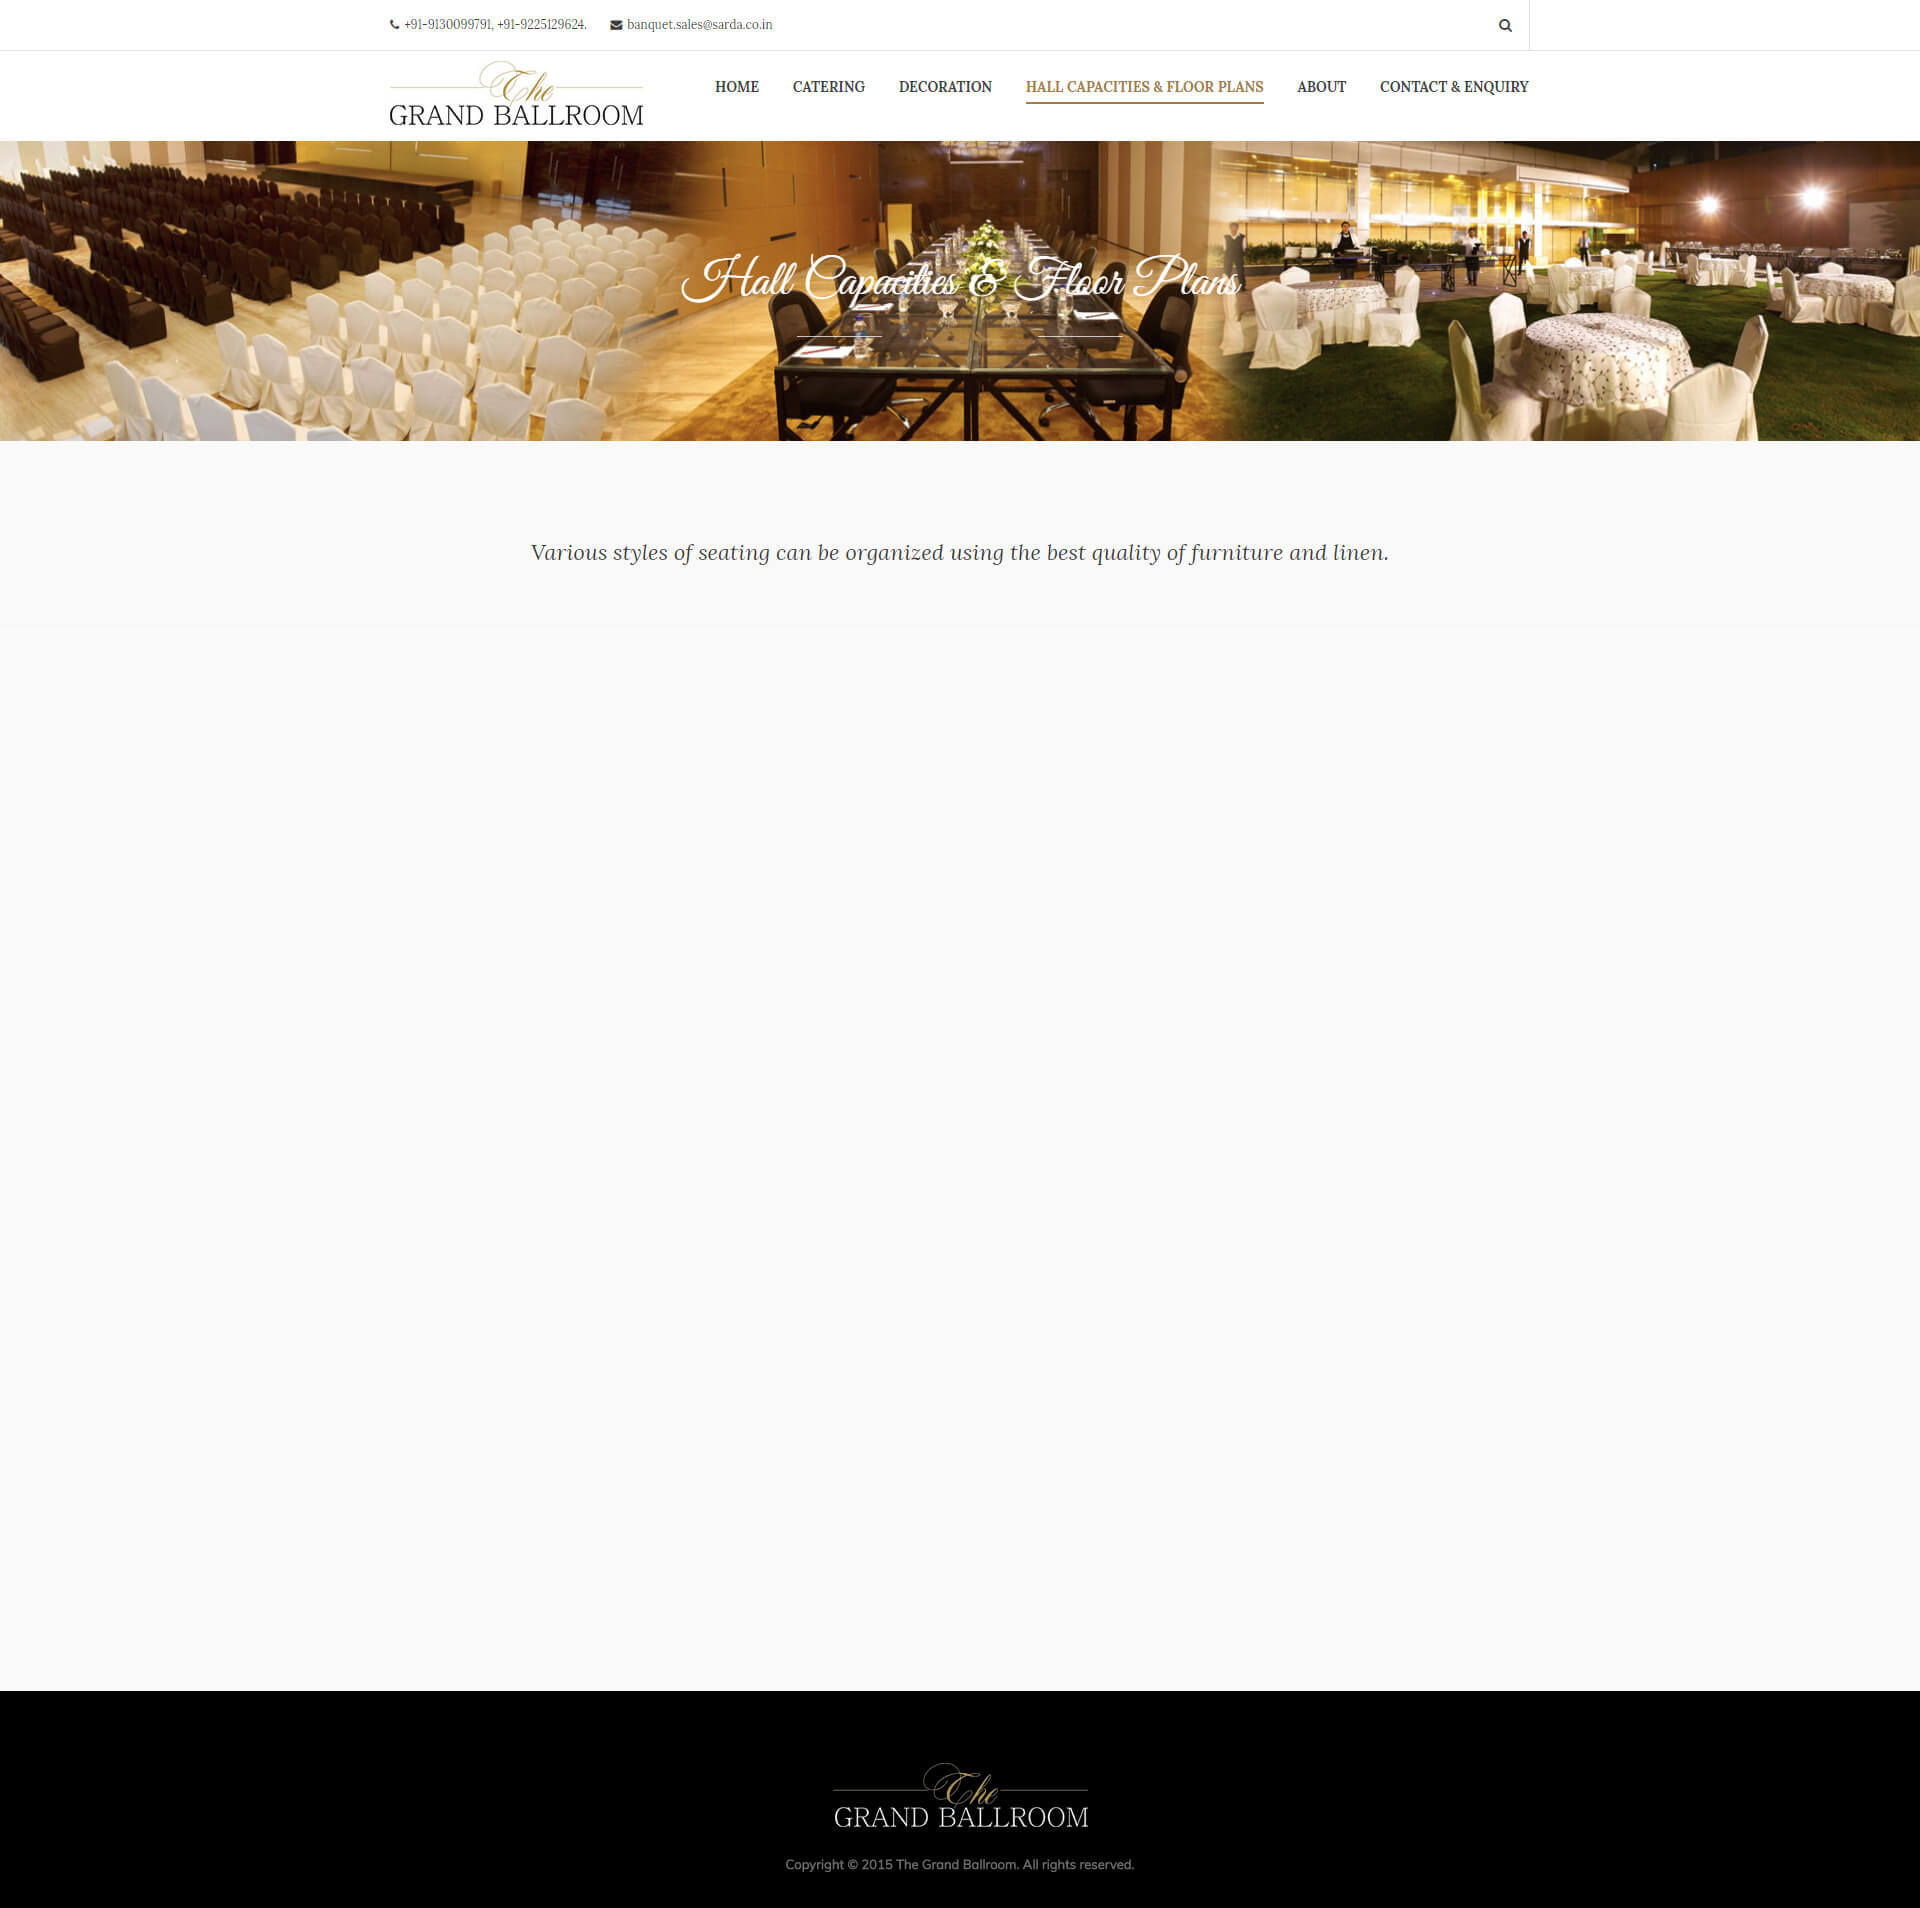 +91-9130099791, +91-9225129624. banquet.sales@sarda.co.in
The
GRAND BALLROOM
HOME CATERING DECORATION HALL CAPACITIES & FLOOR PLANS ABOUT CONTACT & ENQUIRY
Hall Capacities & Floor Plans
Various styles of seating can be organized using the best quality of furniture and linen.
The
GRAND BALLROOM
Copyright © 2015 The Grand Ballroom. All rights reserved.